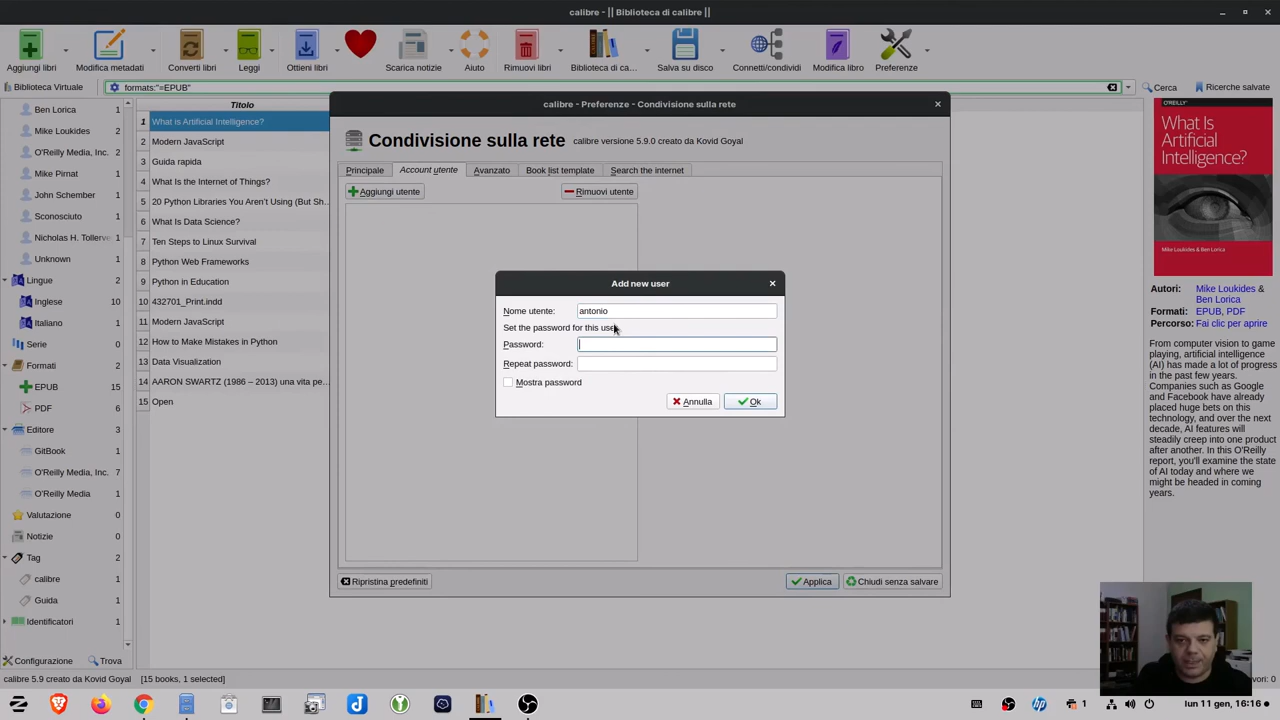 calibre - || Biblioteca di calibre ||
Aggiungi libri
Modifica metadati
Converti libri
Leggi
Ottieni libri
Scarica notizie
Aiuto
Rimuovi libri
Biblioteca di ca...
Salva su disco
Connetti/condividi
Modifica libro
Preferenze
Biblioteca Virtuale
formats:"=EPUB"
Cerca
Ricerche salvate
Ben Lorica 1
Mike Loukides 2
O'Reilly Media, Inc. 2
Mike Pirnat 1
John Schember 1
Sconosciuto 1
Nicholas H. Tollerve 1
Unknown 1
Lingue 2
Inglese 10
Italiano 3
Serie 0
Formati 2
EPUB 15
PDF 4
Editore 3
GitBook 1
O'Reilly Media, Inc. 7
O'Reilly Media 1
Valutazione 0
Notizie 0
Tag 2
calibre 1
Guida 1
Identificatori 4
Configurazione
Trova
Titolo
1 What is Artificial Intelligence?
2 Modern JavaScript
3 Guida rapida
4 What Is the Internet of Things?
5 20 Python Libraries You Aren't Using (But Sh...
6 What Is Data Science?
7 Ten Steps to Linux Survival
8 Python Web Frameworks
9 Python in Education
10 432701_Print.indd
11 Modern JavaScript
12 How to Make Mistakes in Python
13 Data Visualization
14 AARON SWARTZ (1986 – 2013) una vita pe...
15 Open
calibre - Preferenze - Condivisione sulla rete
Condivisione sulla rete
calibre versione 5.9.0 creato da Kovid Goyal
Principale
Account utente
Avanzato
Book list template
Search the internet
Aggiungi utente
Rimuovi utente
Add new user
Nome utente: antonio
Set the password for this user
Password:
Repeat password:
Mostra password
Annulla
Ok
Ripristina predefiniti
Applica
Chiudi senza salvare
O'REILLY
What Is
Artificial
Intelligence?
Mike Loukides & Ben Lorica
Autori: Mike Loukides &
Ben Lorica
Formati: EPUB, PDF
Percorso: Fai clic per aprire
From computer vision to game
playing, artificial intelligence
(AI) has made a lot of progress
in the past few years.
Companies such as Google
and Facebook have already
placed huge bets on this
technology, and over the next
decade, AI features will
steadily creep into one product
after another. In this O'Reilly
report, you'll examine the state
of AI today and where we
might be headed in coming
years.
calibre 5.9 creato da Kovid Goyal
[15 books, 1 selected]
vori: 0
1
lun 11 gen, 16:16